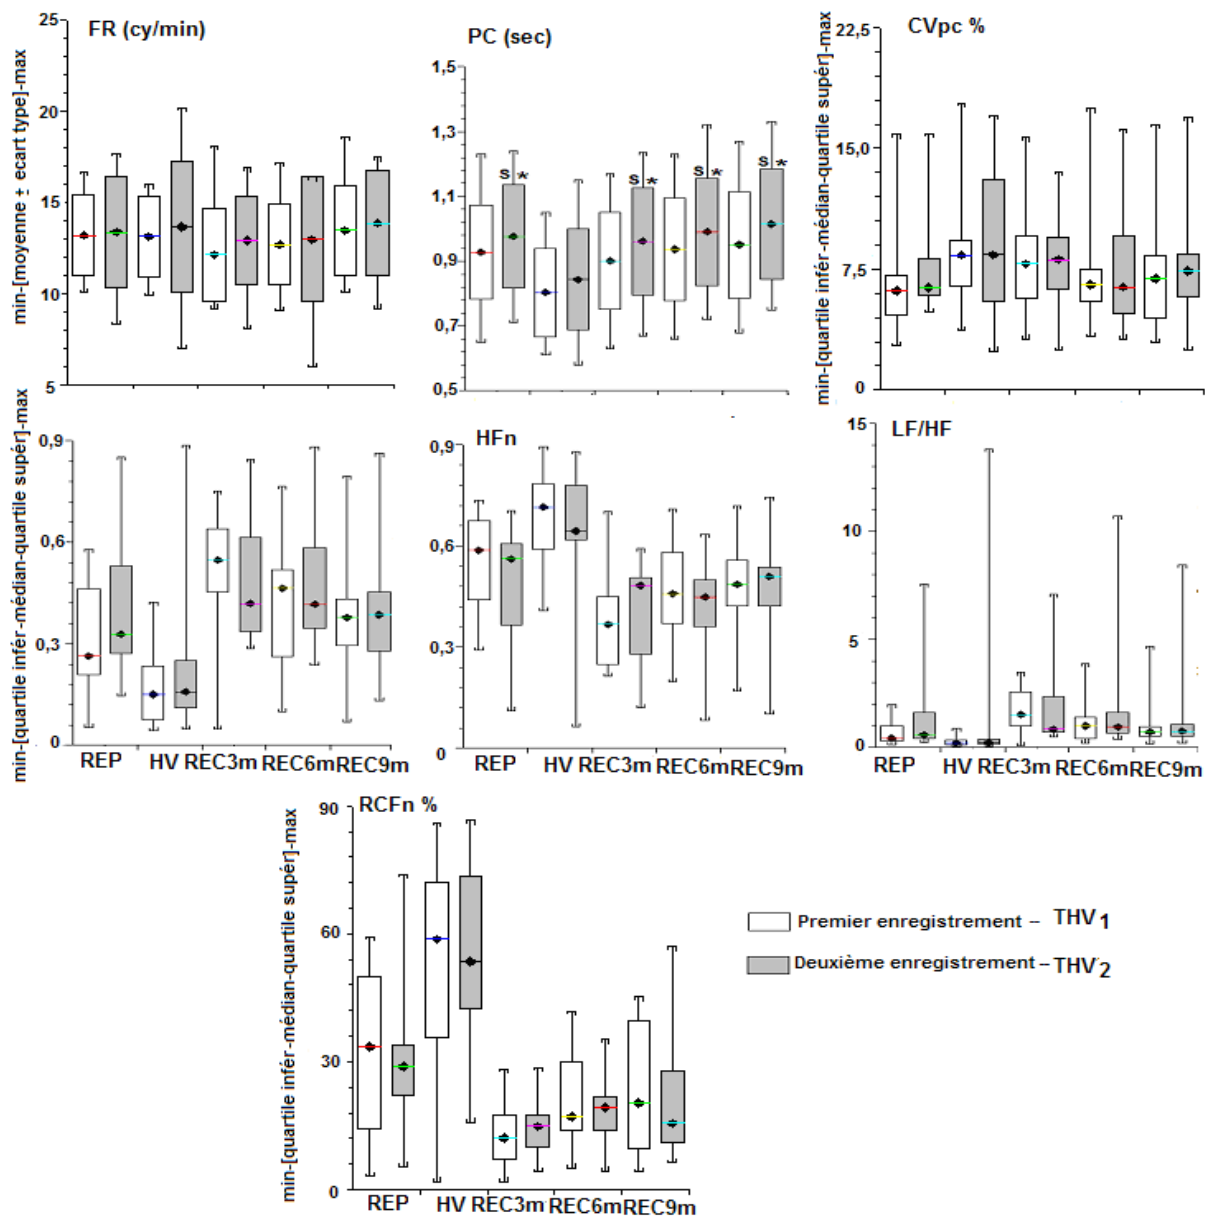 FR (cy/min)
min-[moyenne ± ecart type]-max
25
20
15
10
5
PC (sec)
1,5
1,3
1,1
0,9
0,7
0,5
S *
S *
S *
S *
CVpc %
min-[quartile infér-médian-quartile supér]-max
22,5
15,0
7,5
0
min-[quartile infér-médian-quartile supér]-max
0,9
0,6
0,3
0
REP HV REC3m REC6m REC9m
HFn
0,9
0,6
0,3
0
REP HV REC3m REC6m REC9m
LF/HF
15
10
5
0
REP HV REC3m REC6m REC9m
RCFn %
min-[quartile infér-médian-quartile supér]-max
90
60
30
0
REP HV REC3m REC6m REC9m
Premier enregistrement – THV 1
Deuxième enregistrement – THV 2